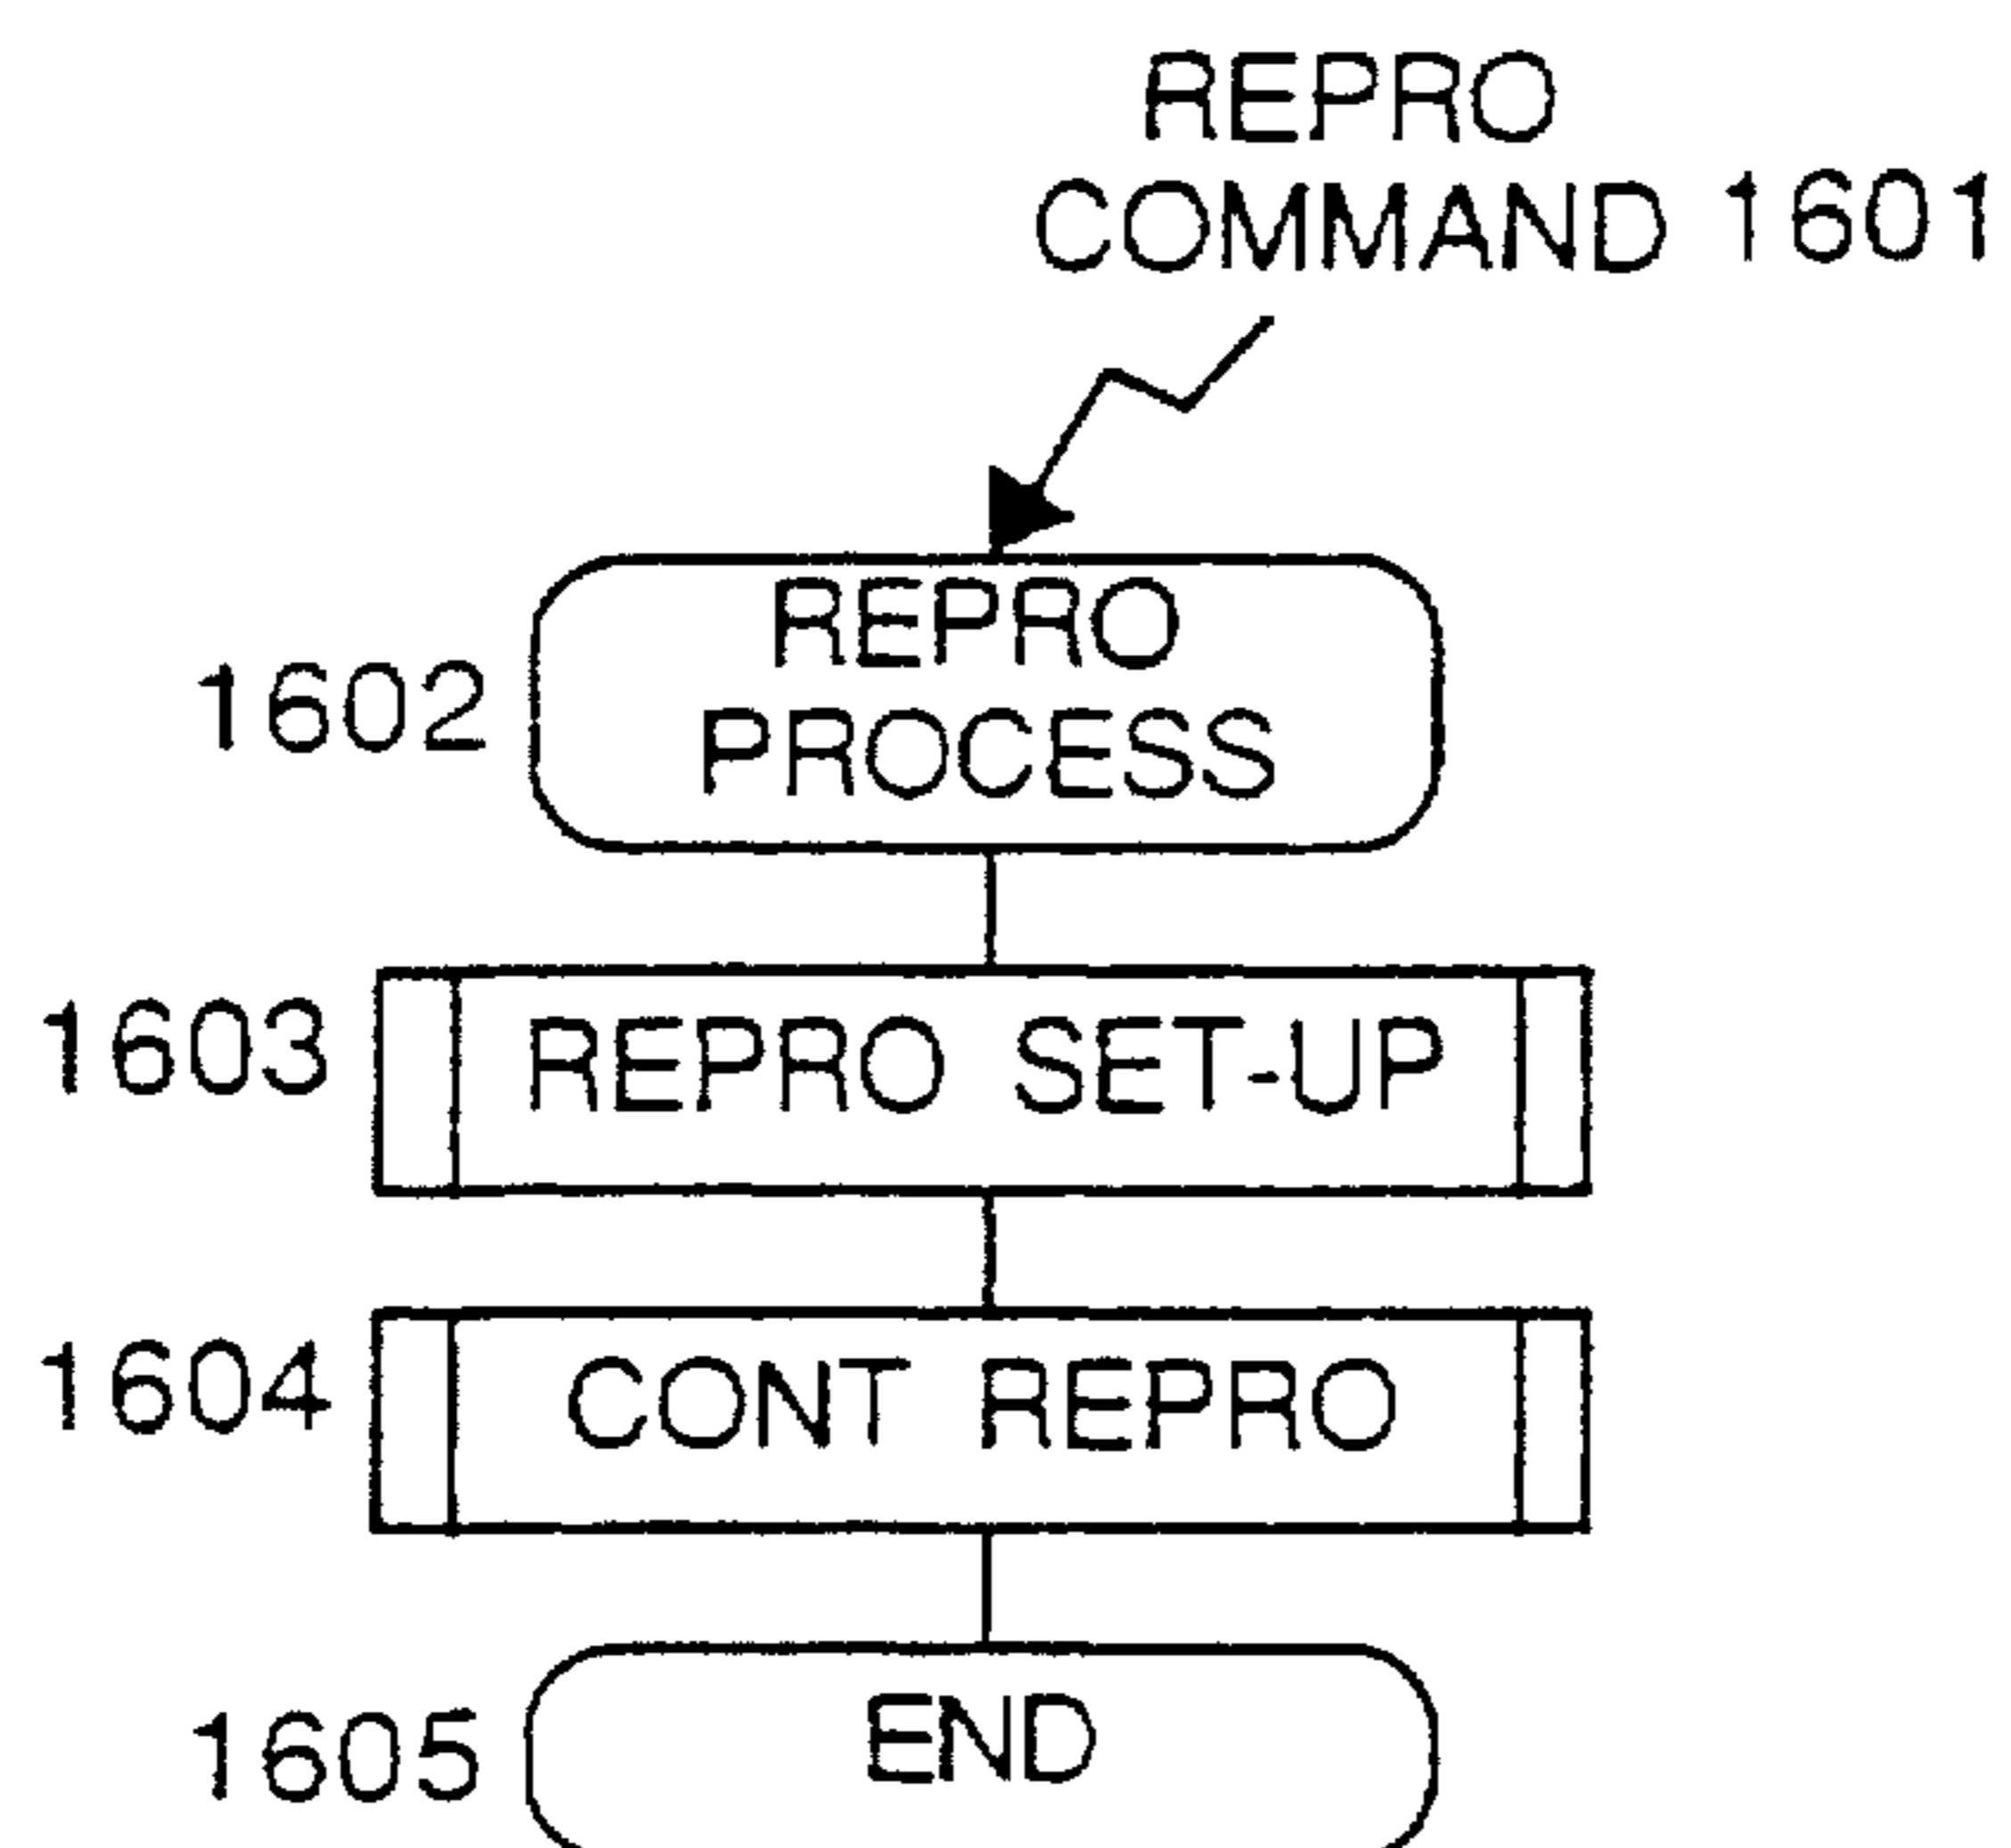 REPRO
COMMAND 1601
REPRO
1602 PROCESS
1603 REPRO SET-UP
1604 CONT REPRO
1605 END